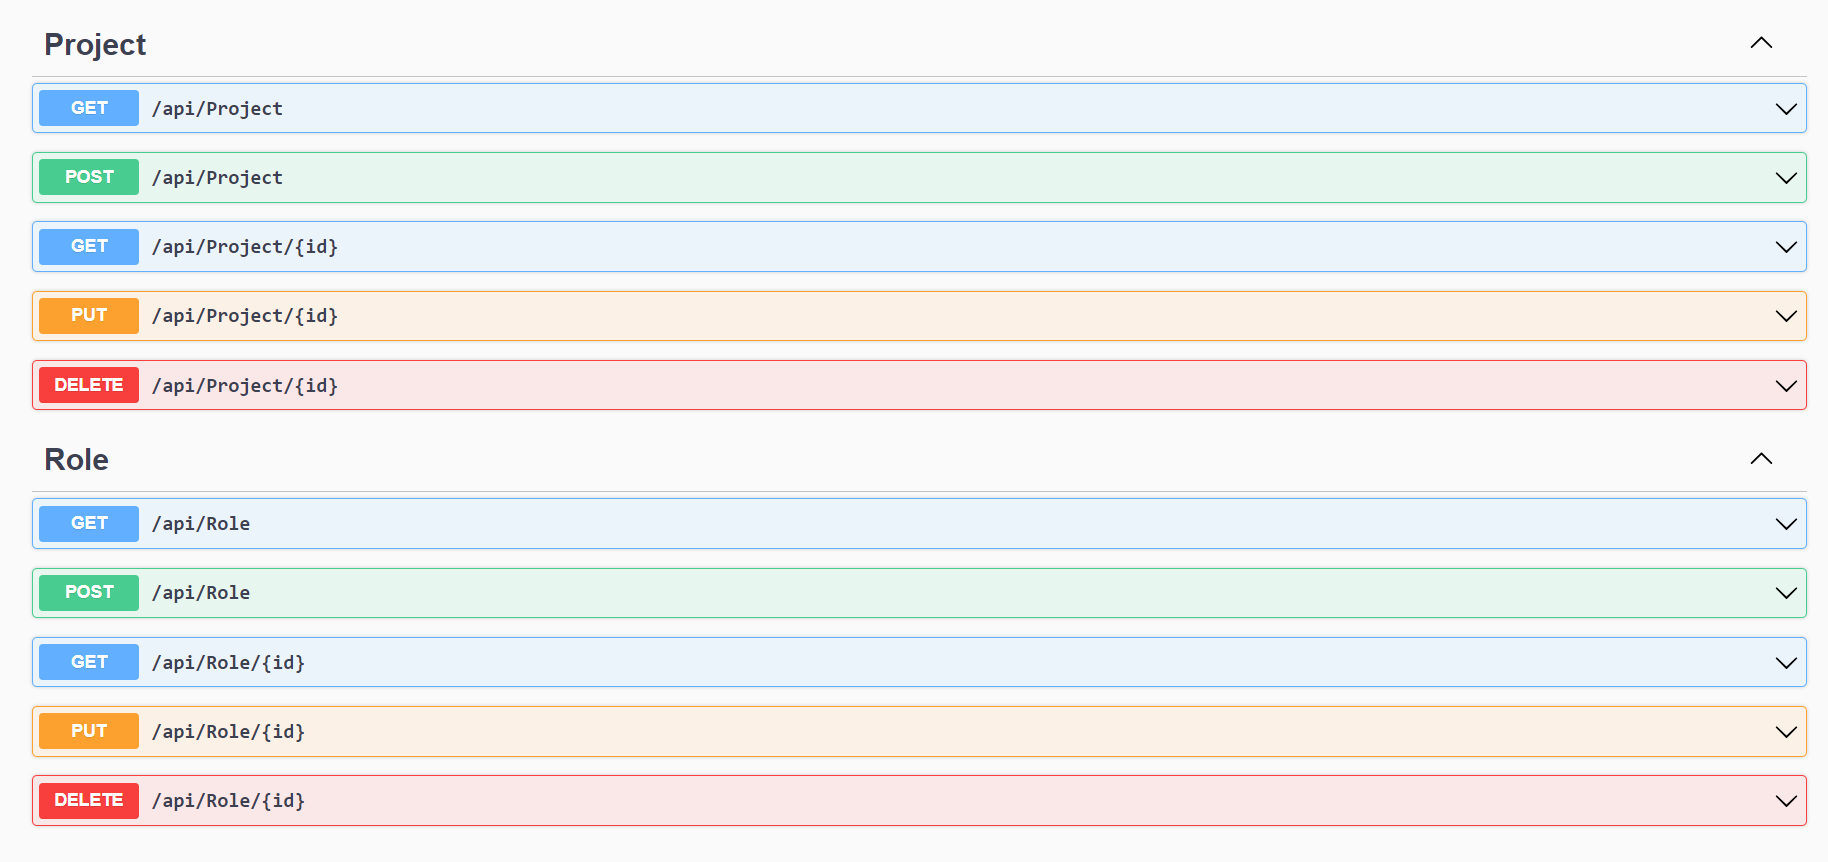 Project
GET /api/Project
POST /api/Project
GET /api/Project/{id}
PUT /api/Project/{id}
DELETE /api/Project/{id}
Role
GET /api/Role
POST /api/Role
GET /api/Role/{id}
PUT /api/Role/{id}
DELETE /api/Role/{id}